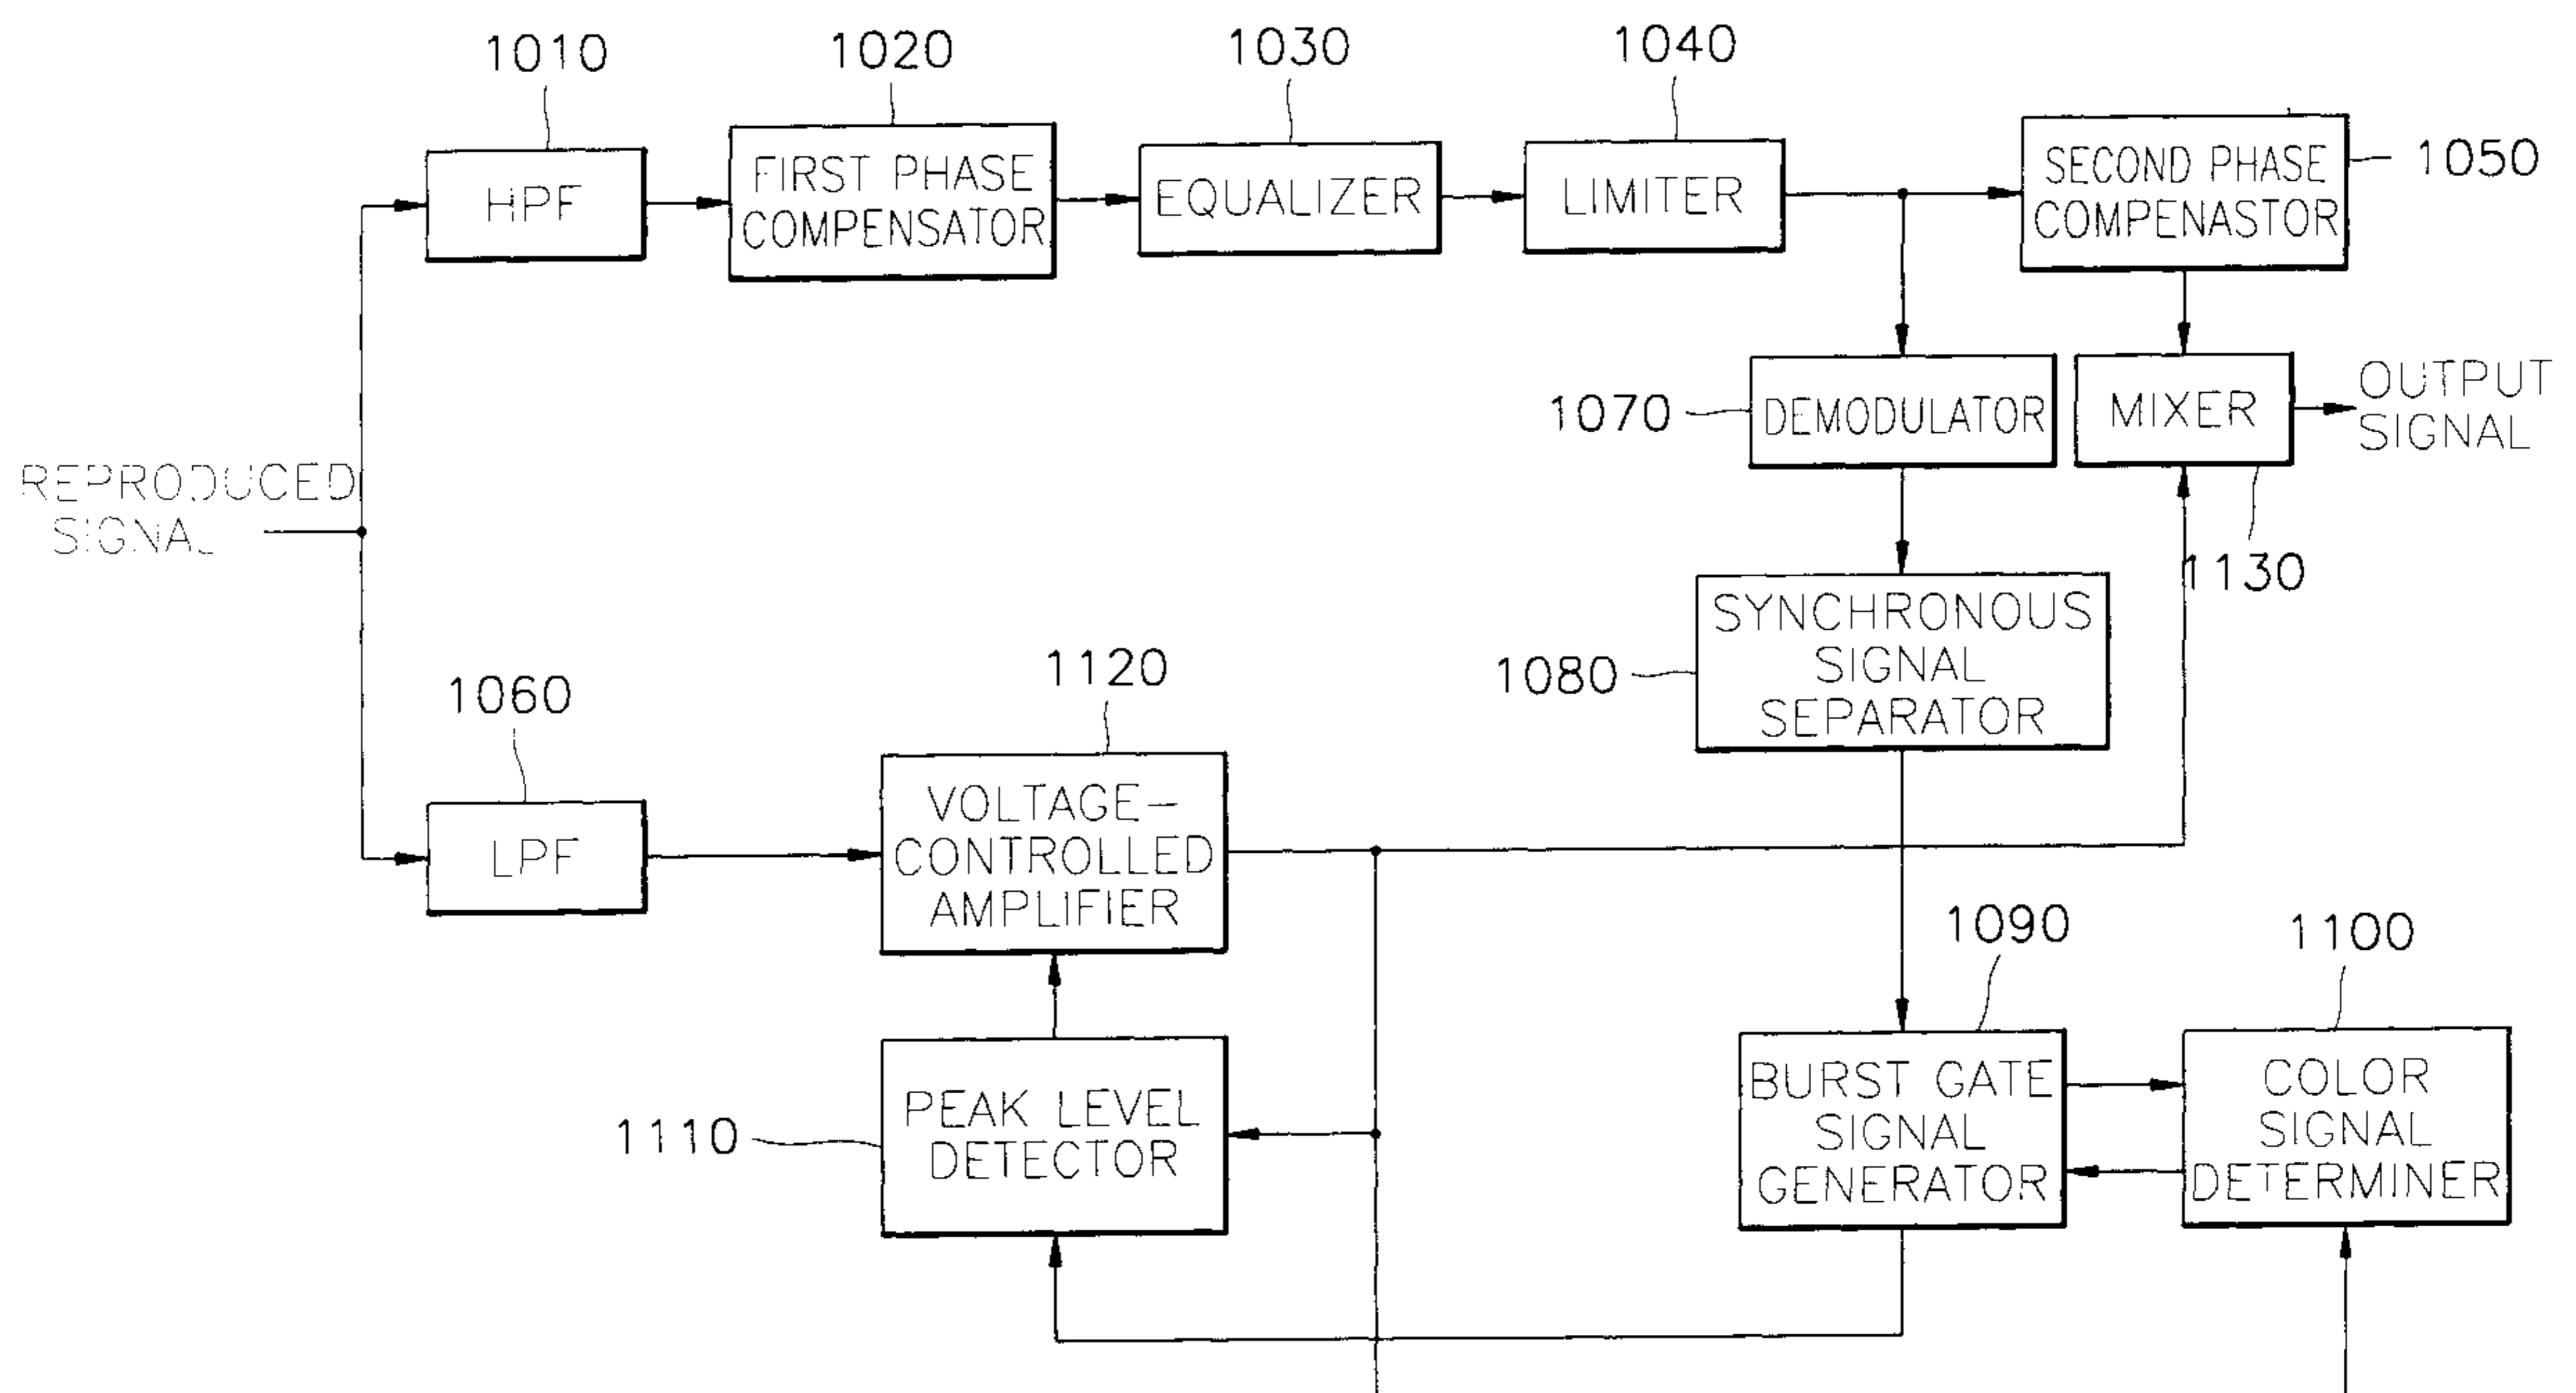 1010
1020
1030
1040
HPF
FIRST PHASE
COMPENSATOR
EQUALIZER
LIMITER
SECOND PHASE
COMPENASTOR
1050
1070
DEMODULATOR
MIXER
OUTPUT
SIGNAL
REPRODUCED
SIGNAL
1130
SYNCHRONOUS
SIGNAL
SEPARATOR
1080
1060
1120
LPF
VOLTAGE-
CONTROLLED
AMPLIFIER
1090
1100
1110
PEAK LEVEL
DETECTOR
BURST GATE
SIGNAL
GENERATOR
COLOR
SIGNAL
DETERMINER